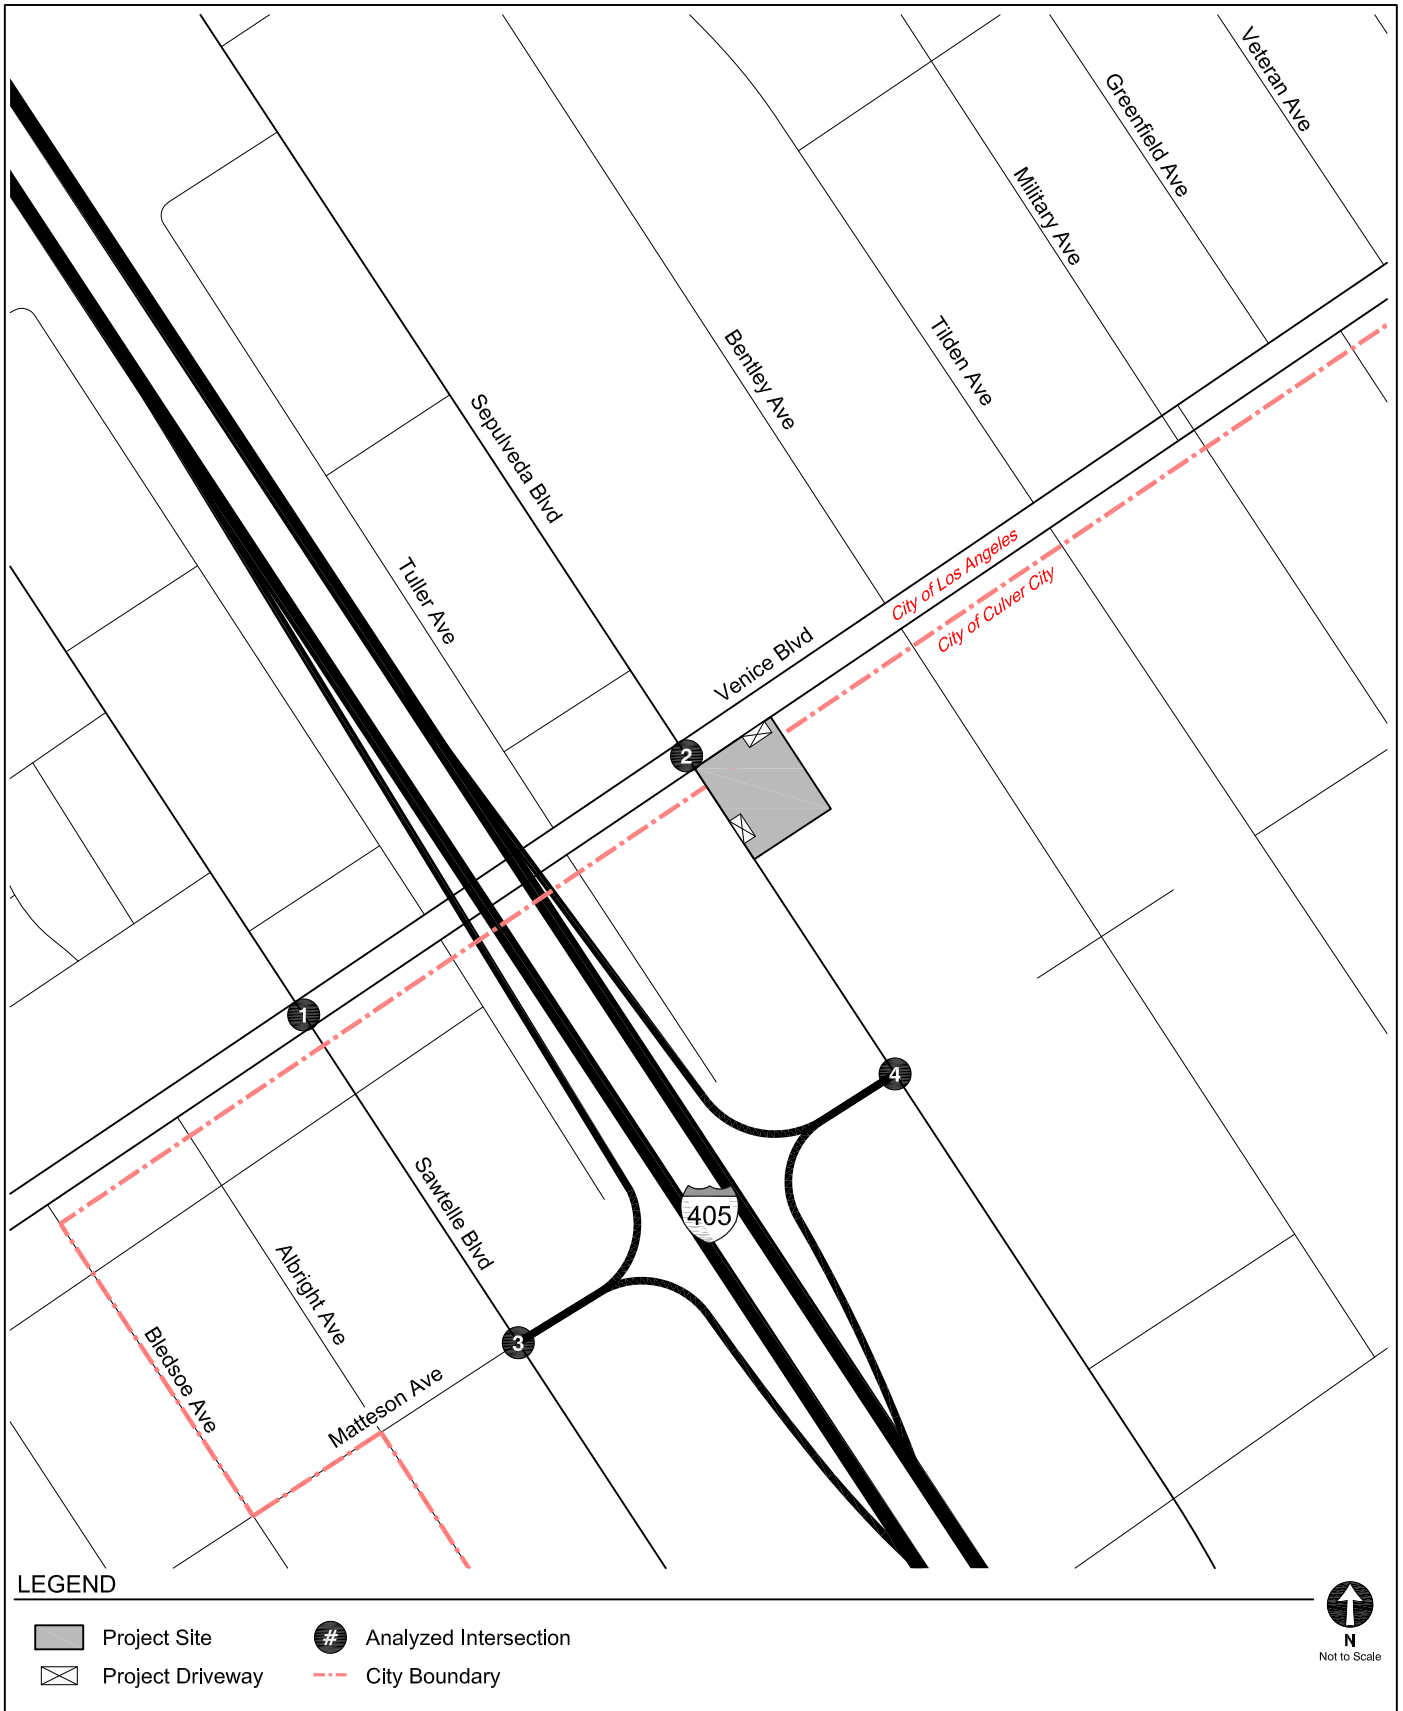 Veteran Ave
Greenfield Ave
Military Ave
Tilden Ave
Bentley Ave
Sepulveda Blvd
Tuller Ave
City of Los Angeles
City of Culver City
Venice Blvd
2
1
4
Sawtelle Blvd
405
Albright Ave
3
Bledsoe Ave
Matteson Ave
LEGEND
Project Site
# Analyzed Intersection
Project Driveway
City Boundary
N
Not to Scale